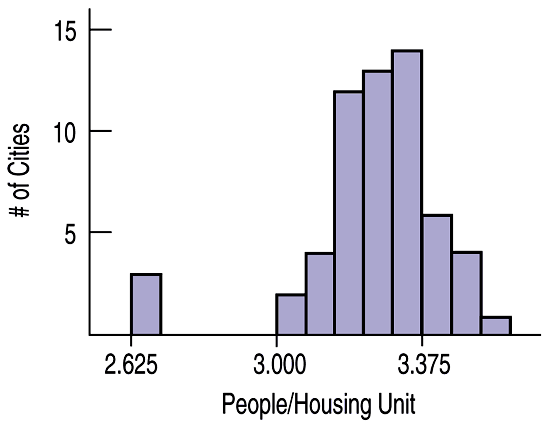 15
10
5
# of Cities
2.625 3.000 3.375
People/Housing Unit